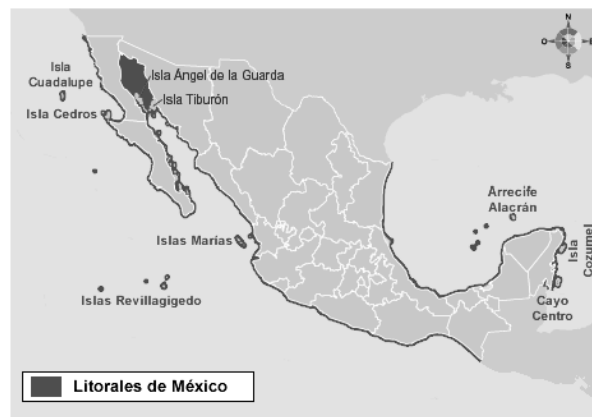 N
O
E
S
Isla
Cuadalupe
Isla Ángel de la Guarda
Isla Tiburón
Isla Cedros
Arrecife
Alacrán
Isla
Cozumel
Islas Marías
Islas Revillagigedo
Cayo
Centro
Litorales de México